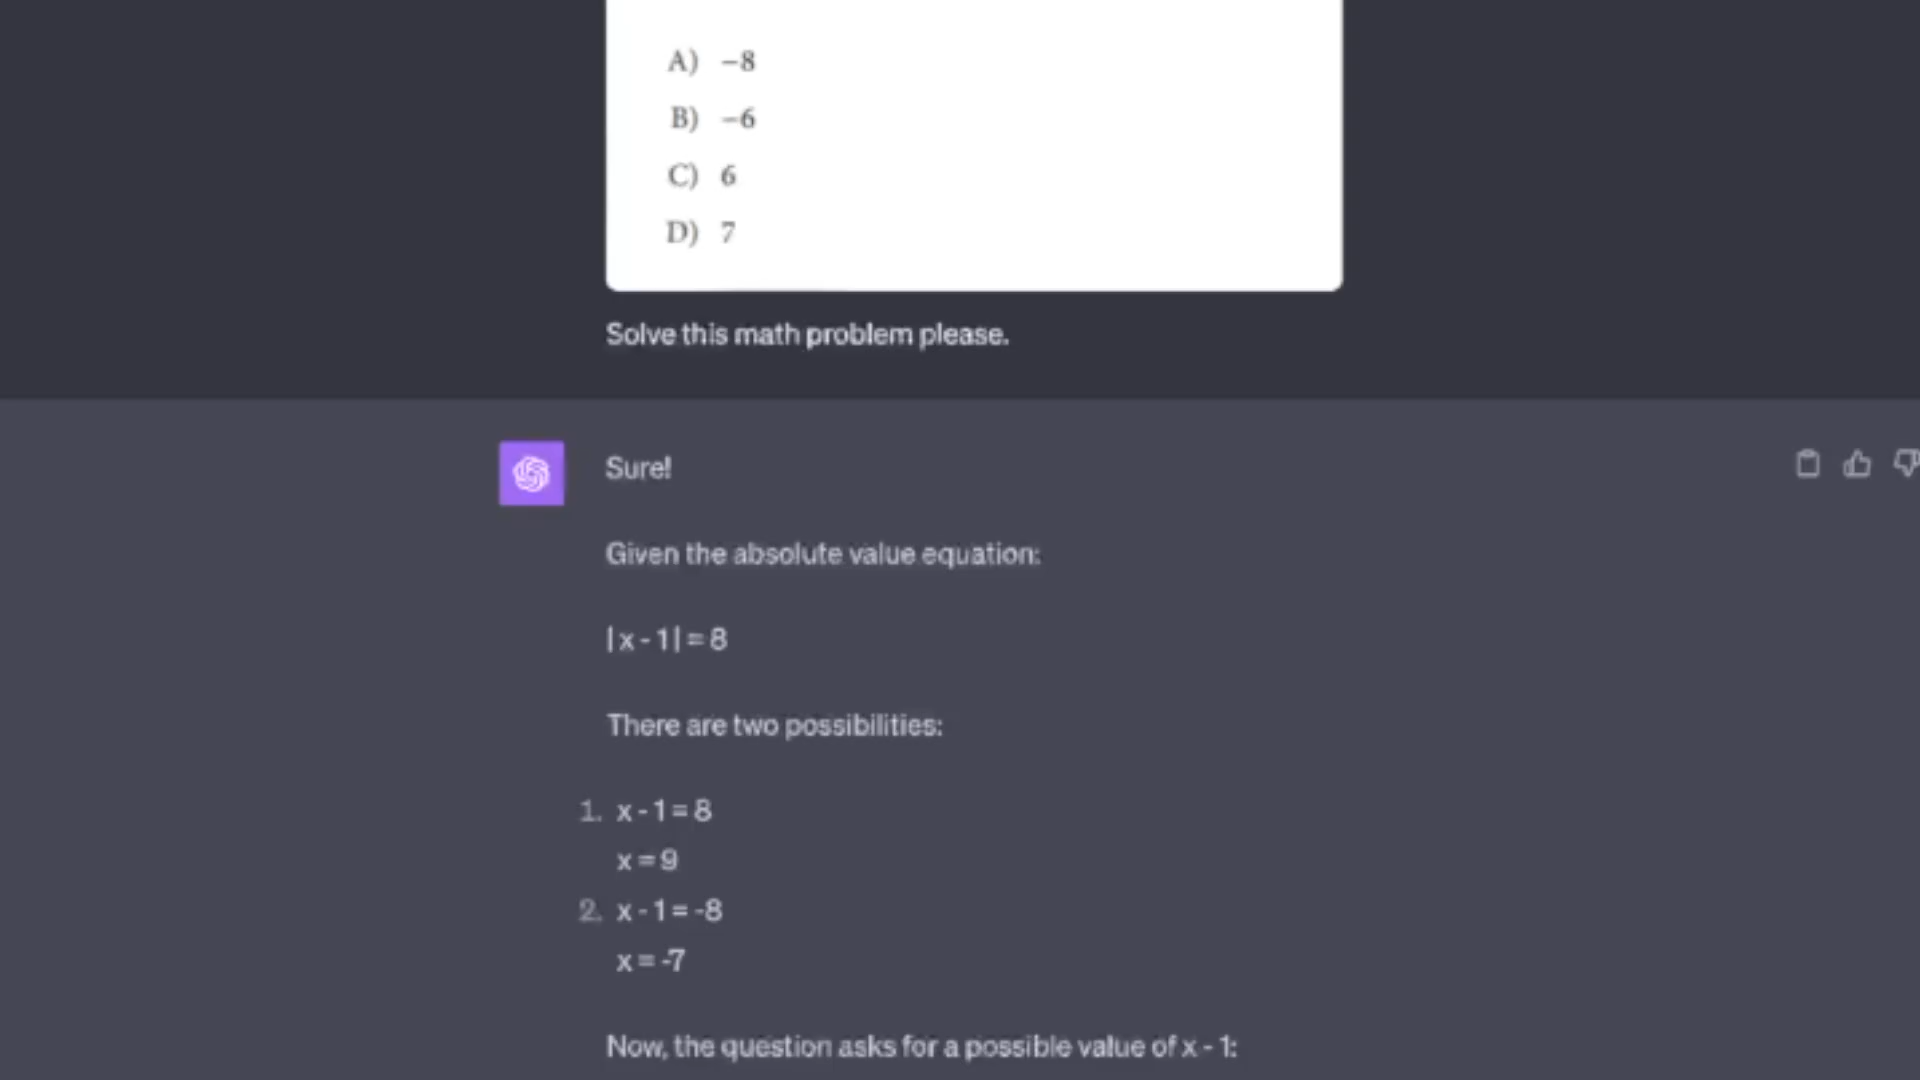 A) −8
B) −6
C) 6
D) 7
Solve this math problem please.
Sure!
Given the absolute value equation:
|x - 1| = 8
There are two possibilities:
1. x - 1 = 8
x = 9
2. x - 1 = -8
x = -7
Now, the question asks for a possible value of x - 1: